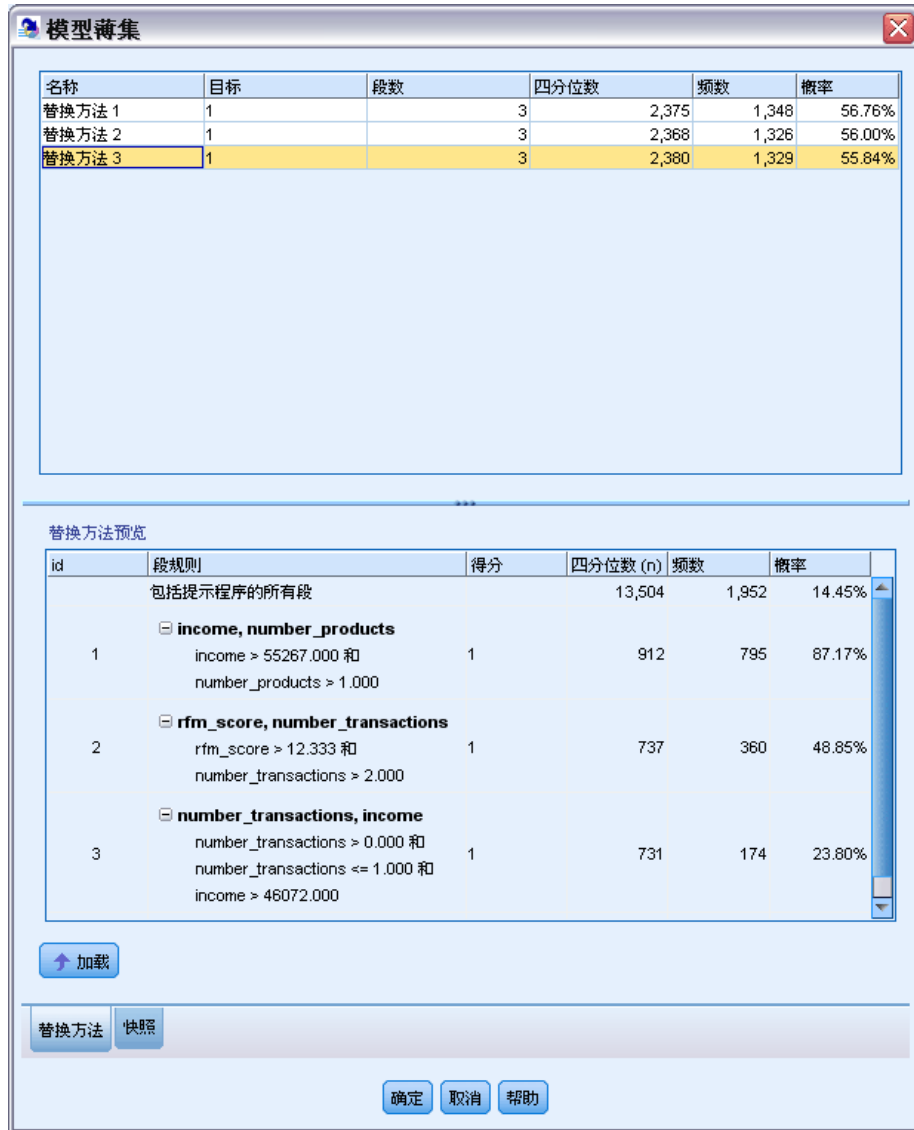 模型薄集
名称 目标 段数 四分位数 频数 概率
替换方法 1 1 3 2,375 1,348 56.76%
替换方法 2 1 3 2,368 1,326 56.00%
替换方法 3 1 3 2,380 1,329 55.84%
替换方法预览
id 段规则 得分 四分位数 (n) 频数 概率
包括提示程序的所有段 13,504 1,952 14.45%
income, number_products
income > 55267.000 和
1 1 912 795 87.17%
number_products > 1.000
rfm_score, number_transactions
rfm_score > 12.333 和
2 1 737 360 48.85%
number_transactions > 2.000
number_transactions, income
number_transactions > 0.000 和
3 1 731 174 23.80%
number_transactions <= 1.000 和
income > 46072.000
加载
替换方法 快照
确定 取消 帮助